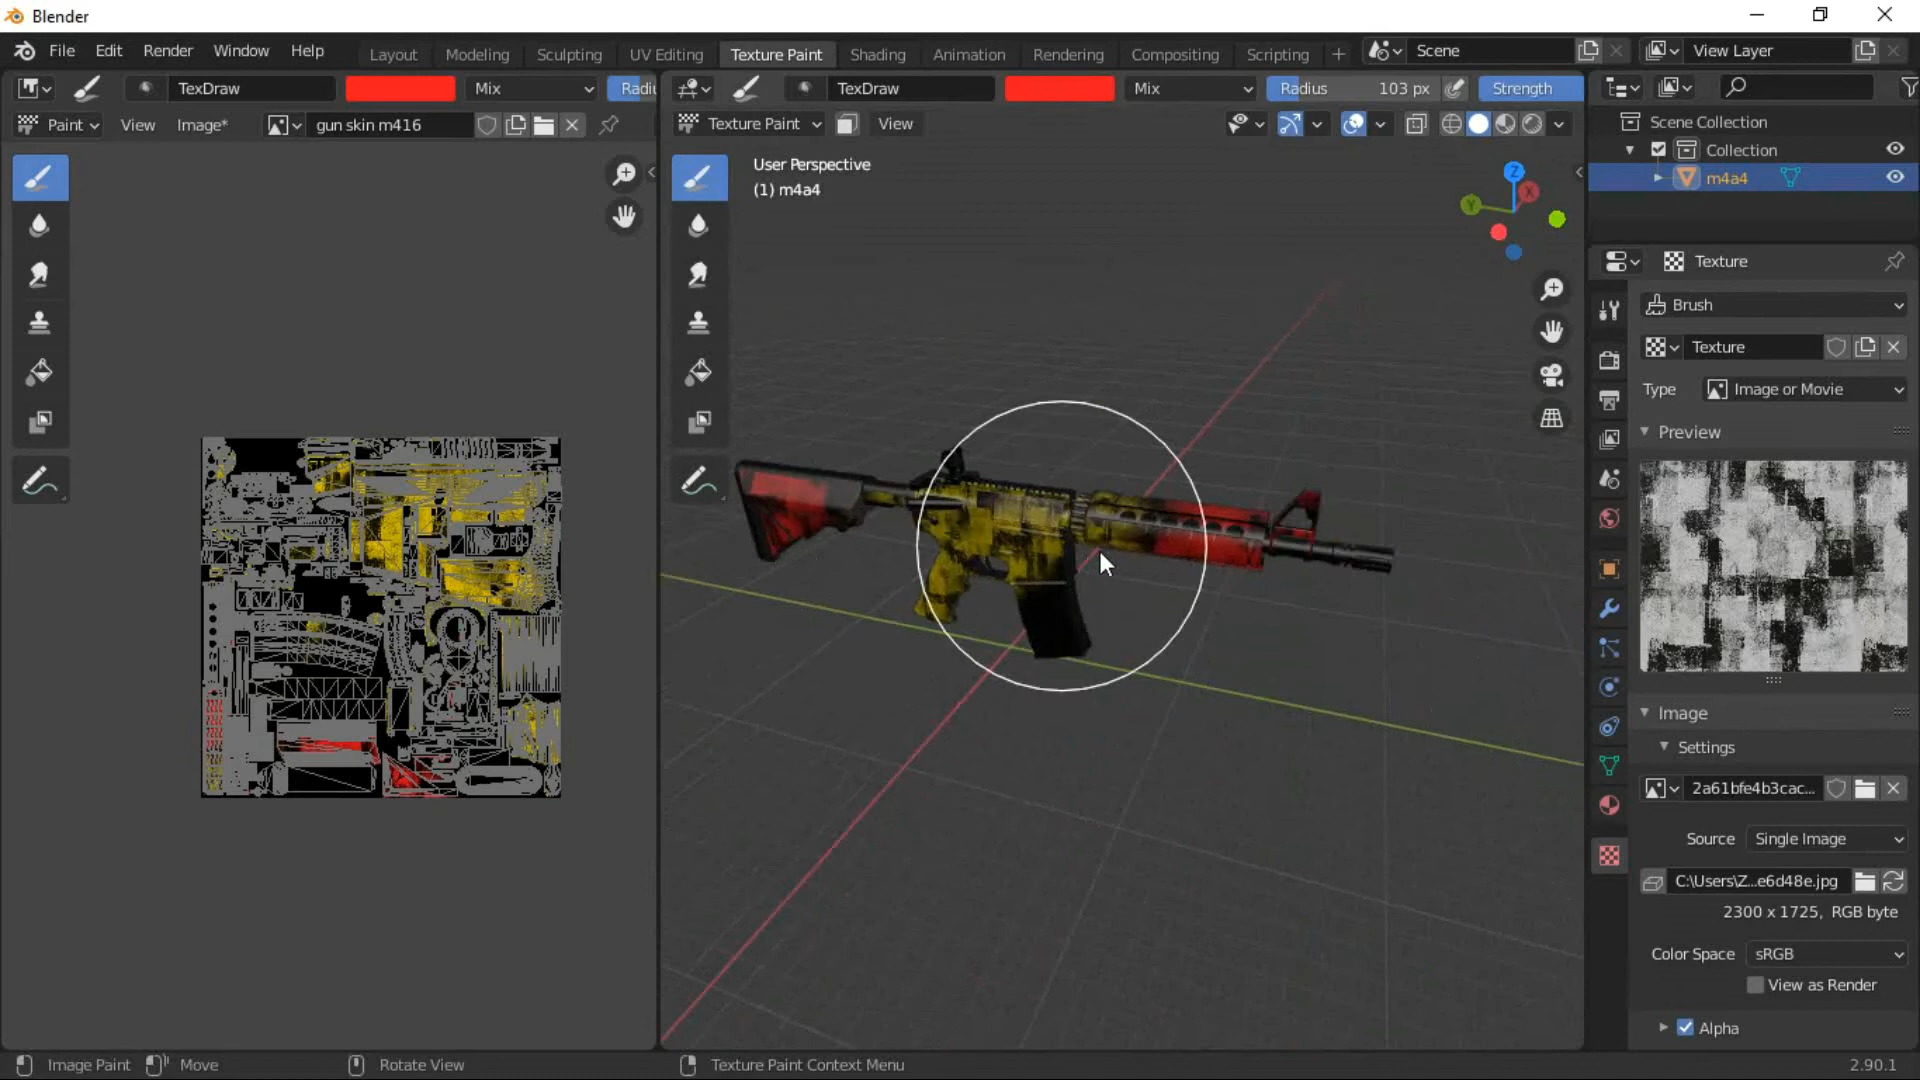 Blender
File Edit Render Window Help Layout Modeling Sculpting UV Editing Texture Paint Shading Animation Rendering Compositing Scripting + Scene View Layer
TexDraw Mix Radiu TexDraw Mix Radius 103 px Strength
Paint View Image* gun skin m416 Texture Paint View
Scene Collection
Collection
m4a4
User Perspective
(1) m4a4
Z
X
Y
Texture
Brush
Texture
Type Image or Movie
Preview
Image
Settings
2a61bfe4b3cac...
Source Single Image
C:\Users\Z...e6d48e.jpg
2300 x 1725, RGB byte
Color Space sRGB
View as Render
Alpha
Image Paint Move Rotate View Texture Paint Context Menu 2.90.1